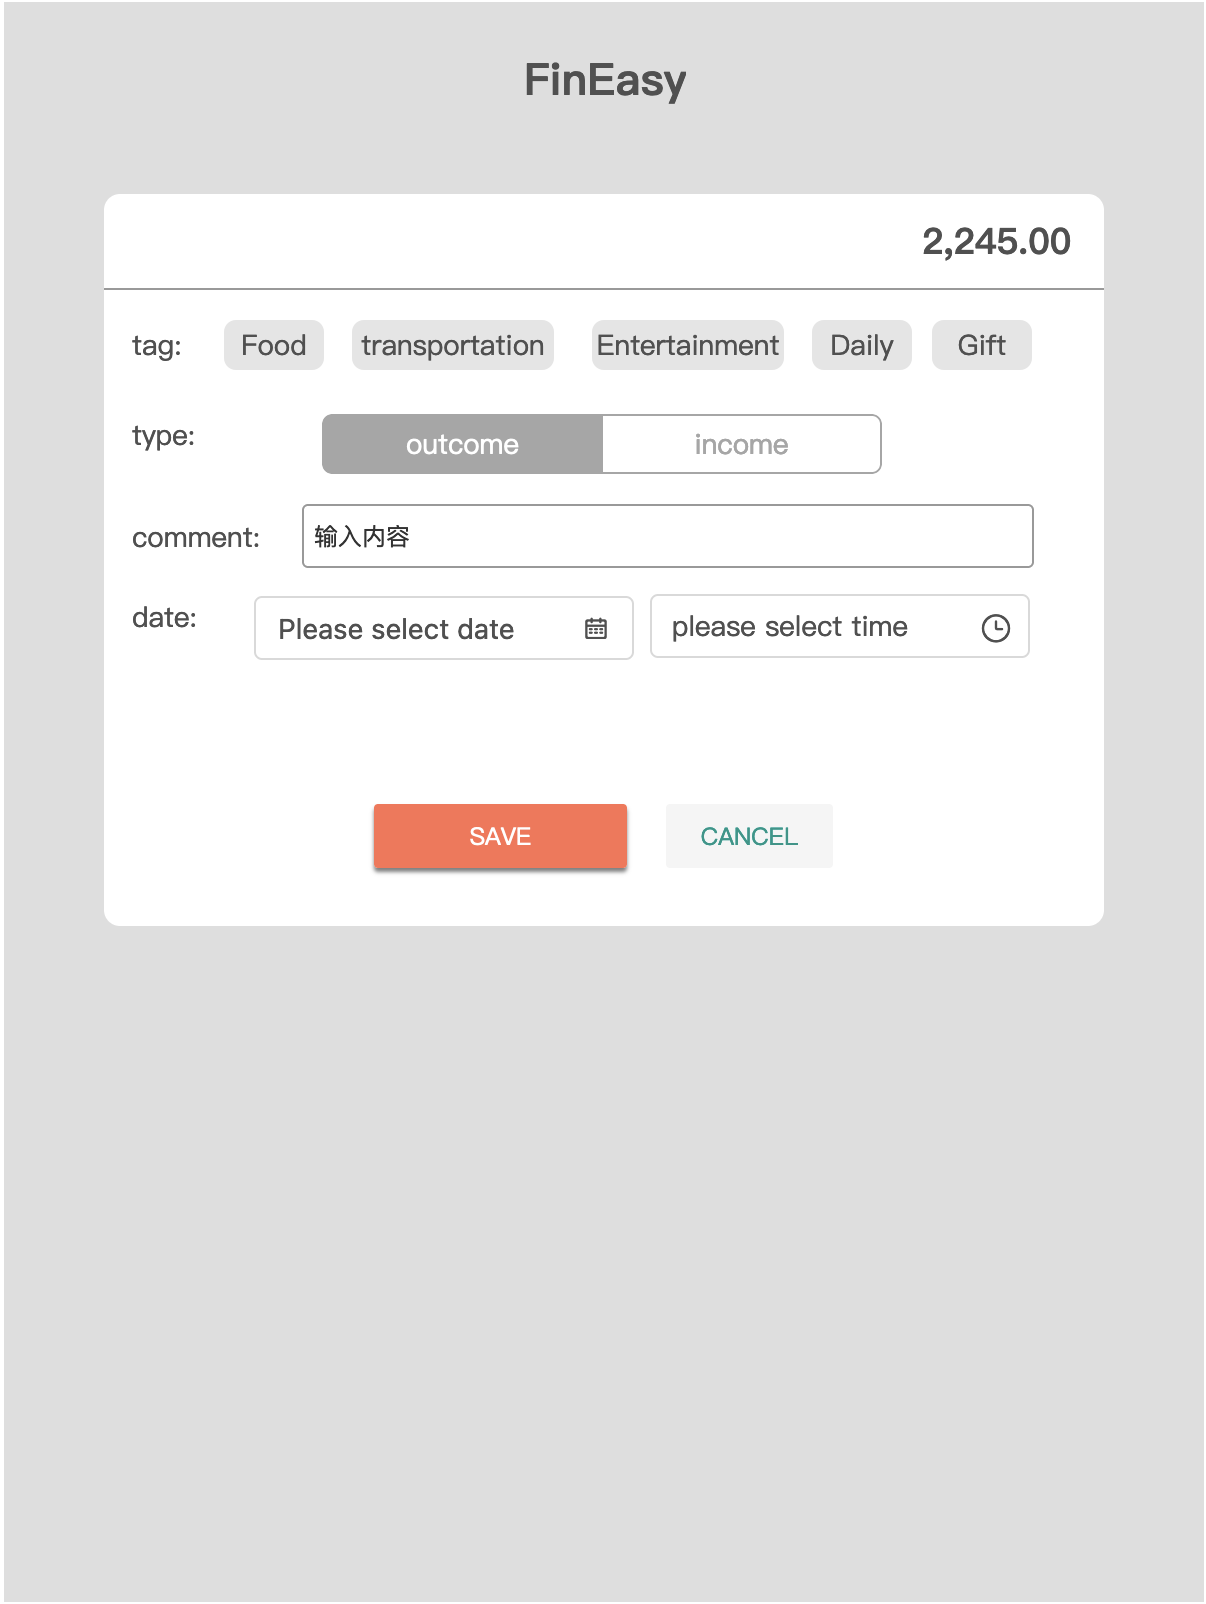 FinEasy
2,245.00
tag: Food transportation Entertainment Daily Gift
type: outcome income
comment: 输入内容
date: Please select date please select time
SAVE CANCEL